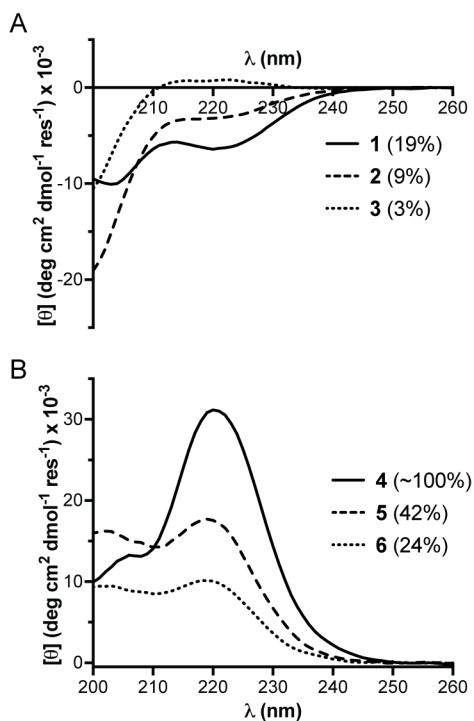 A
λ (nm)
210 220 230 240 250 260
0
-10
-20
[θ] (deg cm² dmol⁻¹ res⁻¹) x 10⁻³
1 (19%)
2 (9%)
3 (3%)
B
30
20
10
0
[θ] (deg cm² dmol⁻¹ res⁻¹) x 10⁻³
4 (~100%)
5 (42%)
6 (24%)
200 210 220 230 240 250 260
λ (nm)